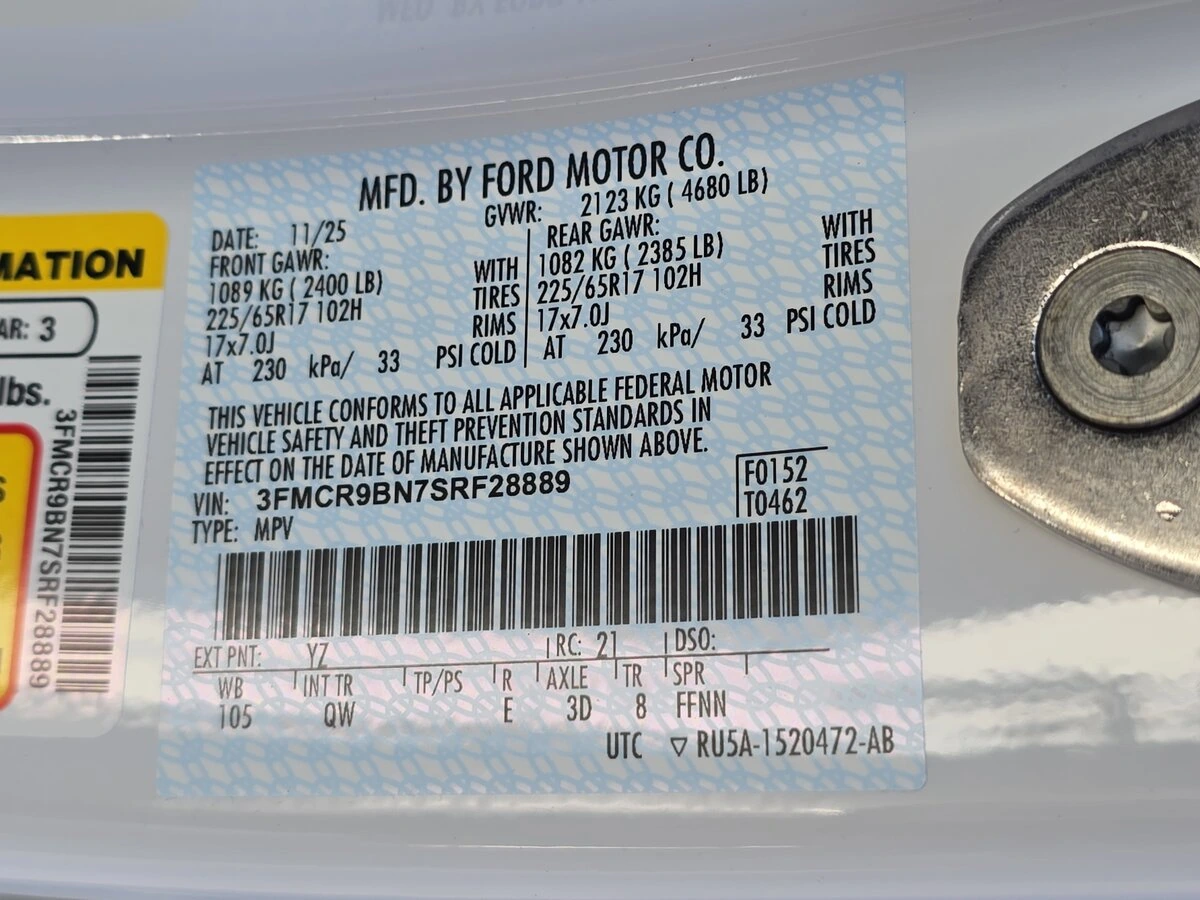 MATION
AR: 3
lbs.
3FMCR9BN7SRF28889
MFD. BY FORD MOTOR CO.
DATE: 11/25 GVWR: 2123 KG ( 4680 LB)
FRONT GAWR: REAR GAWR:
1089 KG ( 2400 LB) WITH 1082 KG ( 2385 LB) WITH
225/65R17 102H TIRES 225/65R17 102H TIRES
17x7.0J RIMS 17x7.0J RIMS
AT 230 kPa/ 33 PSI COLD AT 230 kPa/ 33 PSI COLD
THIS VEHICLE CONFORMS TO ALL APPLICABLE FEDERAL MOTOR
VEHICLE SAFETY AND THEFT PREVENTION STANDARDS IN
EFFECT ON THE DATE OF MANUFACTURE SHOWN ABOVE.
VIN: 3FMCR9BN7SRF28889 F0152
TYPE: MPV T0462
EXT PNT: YZ RC: 21 DSO:
WB INT TR TP/PS R AXLE TR SPR
105 QW E 3D 8 FFNN
UTC ▽ RU5A-1520472-AB